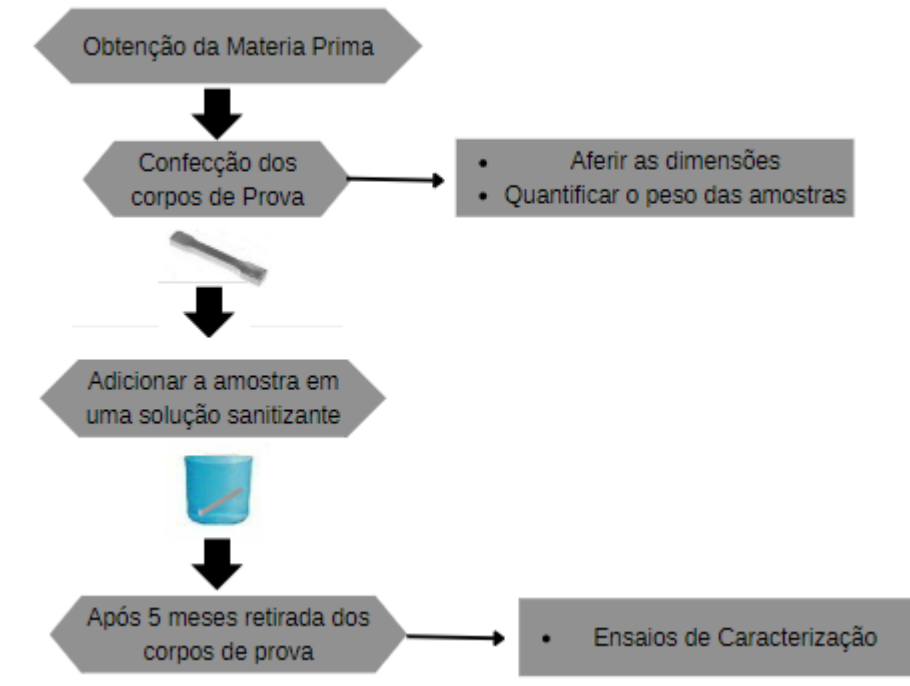 Obtenção da Materia Prima
Confecção dos
corpos de Prova
• Aferir as dimensões
• Quantificar o peso das amostras
Adicionar a amostra em
uma solução sanitizante
Após 5 meses retirada dos
corpos de prova
• Ensaios de Caracterização